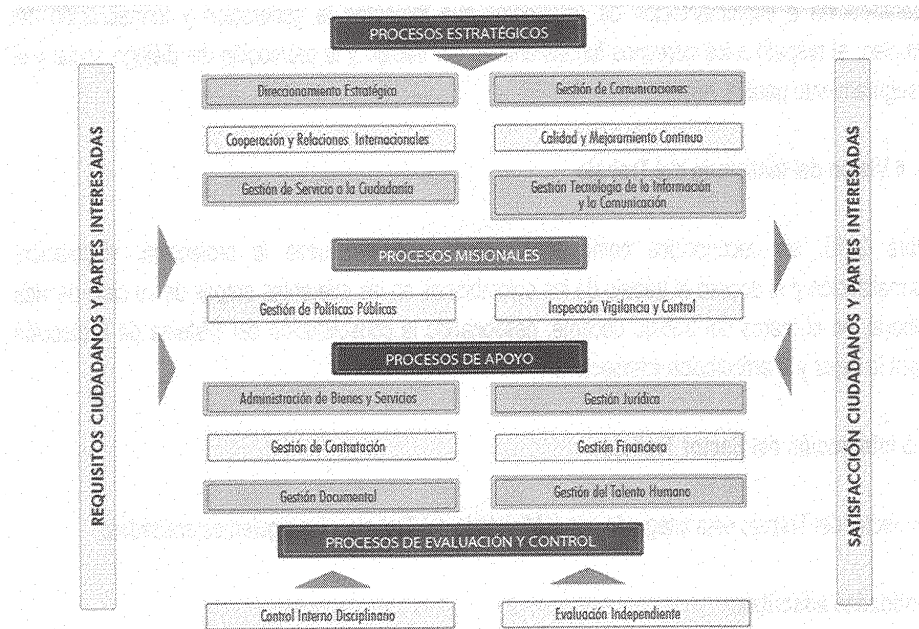 PROCESOS ESTRATÉGICOS
REQUISITOS CIUDADANOS Y PARTES INTERESADAS
SATISFACCIÓN CIUDADANOS Y PARTES INTERESADAS
Direccionamiento Estratégico
Gestión de Comunicaciones
Cooperación y Relaciones Internacionales
Calidad y Mejoramiento Continuo
Gestión de Servicio a la Ciudadanía
Gestión Tecnología de la Información
y la Comunicación
PROCESOS MISIONALES
Gestión de Políticas Públicas
Inspección Vigilancia y Control
PROCESOS DE APOYO
Administración de Bienes y Servicios
Gestión Jurídica
Gestión de Contratación
Gestión Financiera
Gestión Documental
Gestión del Talento Humano
PROCESOS DE EVALUACIÓN Y CONTROL
Control Interno Disciplinario
Evaluación Independiente